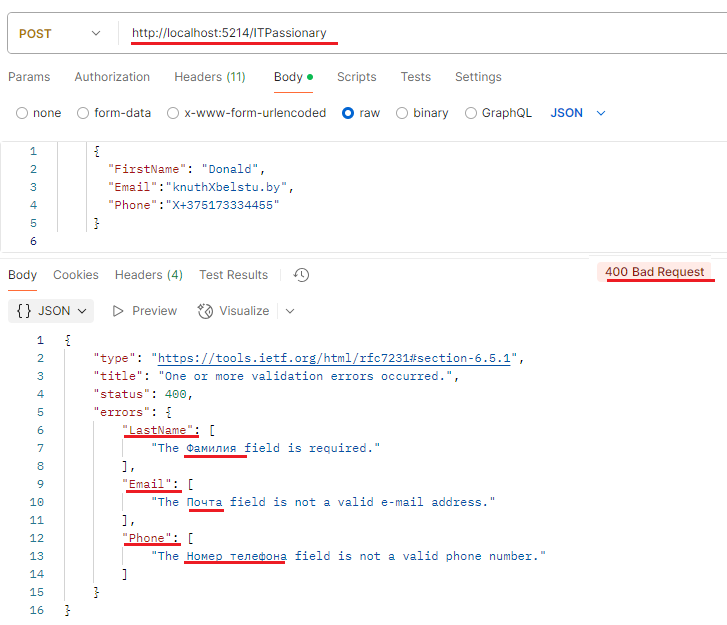 POST http://localhost:5214/ITPassionary
Params Authorization Headers (11) Body Scripts Tests Settings
none form-data x-www-form-urlencoded raw binary GraphQL JSON
1 {
2 "FirstName": "Donald",
3 "Email":"knuthXbelstu.by",
4 "Phone":"X+375173334455"
5 }
6
Body Cookies Headers (4) Test Results 400 Bad Request
{} JSON Preview Visualize
1 {
2 "type": "https://tools.ietf.org/html/rfc7231#section-6.5.1",
3 "title": "One or more validation errors occurred.",
4 "status": 400,
5 "errors": {
6 "LastName": [
7 "The Фамилия field is required."
8 ],
9 "Email": [
10 "The Почта field is not a valid e-mail address."
11 ],
12 "Phone": [
13 "The Номер телефона field is not a valid phone number."
14 ]
15 }
16 }